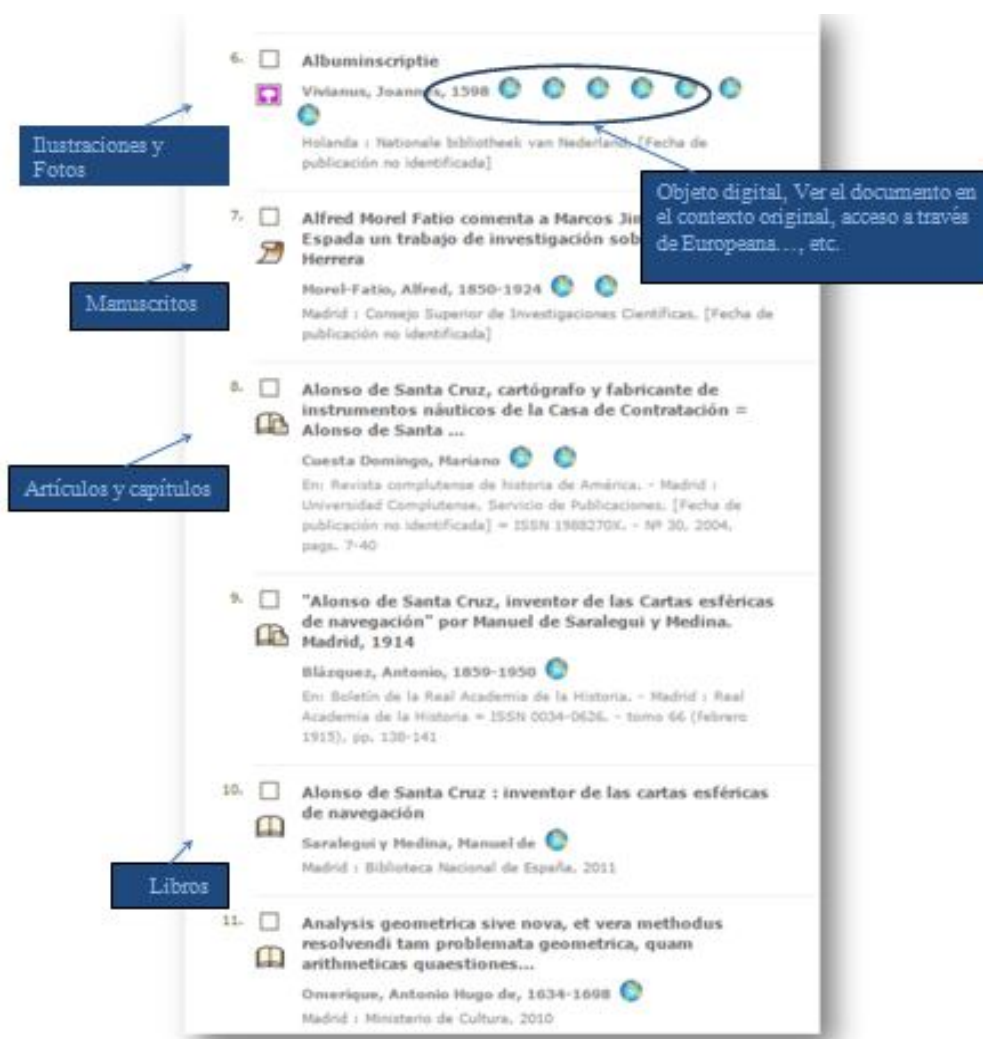 6. Albuminscriptie
Vivianus, Joannes, 1598
Holanda : Nationale bibliotheek van Nederland, [Fecha de
publicación no identificada]
Ilustraciones y
Fotos
Objeto digital, Ver el documento en
el contexto original, acceso a través
de Europeana…, etc.
7. Alfred Morel Fatio comenta a Marcos
Espada un trabajo de investigación
Herrera
Morel-Fatio, Alfred, 1850-1924
Madrid : Consejo Superior de Investigaciones Científicas, [Fecha de
publicación no identificada]
Manuscritos
8. Alonso de Santa Cruz, cartógrafo y fabricante de
instrumentos náuticos de la Casa de Contratación =
Alonso de Santa ...
Cuesta Domingo, Mariano
En: Revista complutense de historia de América. - Madrid :
Universidad Complutense, Servicio de Publicaciones, [Fecha de
publicación no identificada] = ISSN 1988270X. - Nº 30, 2004,
pags. 7-40
Artículos y capítulos
9. "Alonso de Santa Cruz, inventor de las Cartas esféricas
de navegación" por Manuel de Saralegui y Medina.
Madrid, 1914
Blázquez, Antonio, 1859-1950
En: Boletín de la Real Academia de la Historia. - Madrid : Real
Academia de la Historia = ISSN 0034-0626. - tomo 66 (febrero
1915), pp. 138-141
10. Alonso de Santa Cruz : inventor de las cartas esféricas
de navegación
Saralegui y Medina, Manuel de
Madrid : Biblioteca Nacional de España, 2011
Libros
11. Analysis geometrica sive nova, et vera methodus
resolvendi tam problemata geometrica, quam
arithmeticas quaestiones...
Omerique, Antonio Hugo de, 1634-1698
Madrid : Ministerio de Cultura, 2010